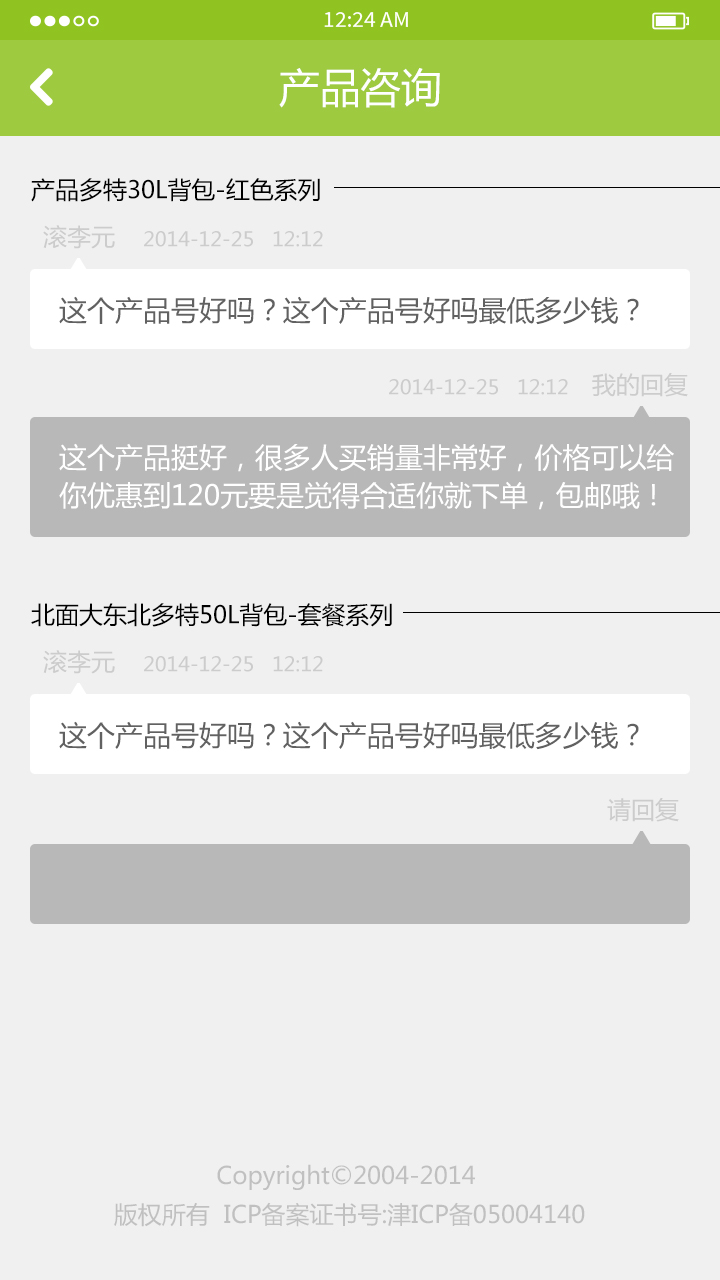 12:24 AM
产品咨询
产品多特30L背包-红色系列
滚李元 2014-12-25 12:12
这个产品号好吗？这个产品号好吗最低多少钱？
2014-12-25 12:12 我的回复
这个产品挺好，很多人买销量非常好，价格可以给
你优惠到120元要是觉得合适你就下单，包邮哦！
北面大东北多特50L背包-套餐系列
滚李元 2014-12-25 12:12
这个产品号好吗？这个产品号好吗最低多少钱？
请回复
Copyright©2004-2014
版权所有 ICP备案证书号:津ICP备05004140